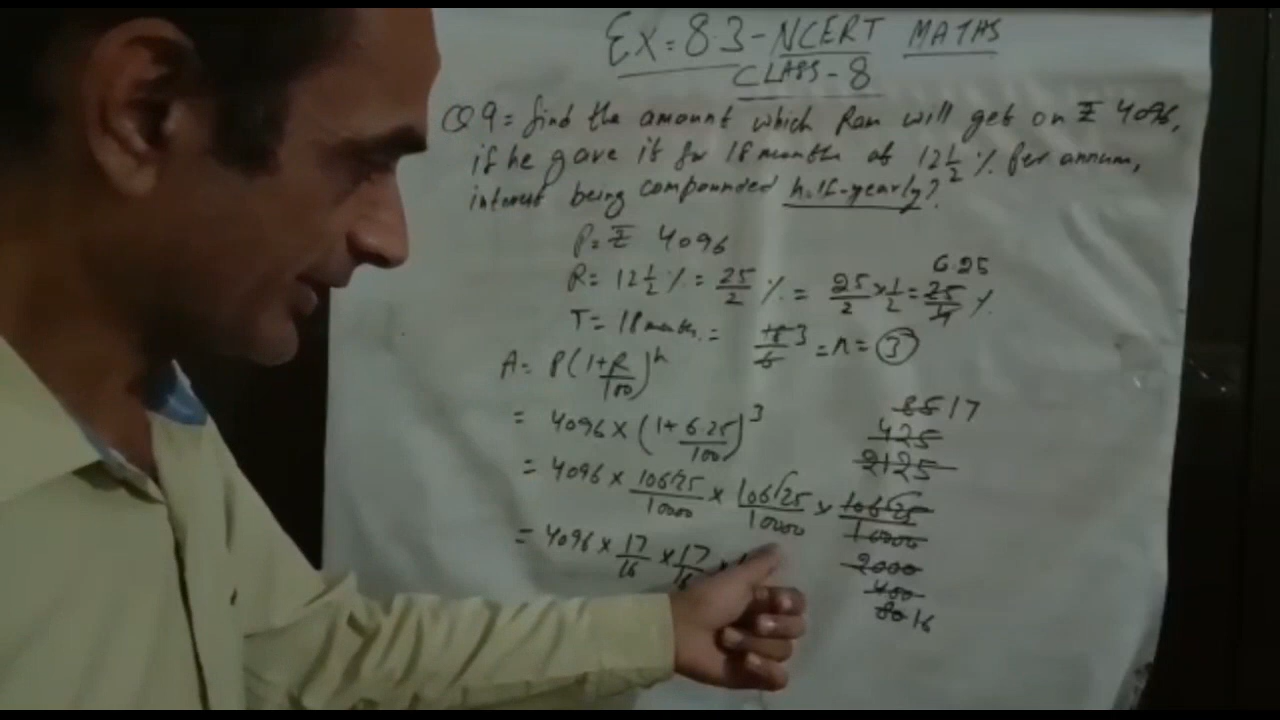 EX = 8.3 - NCERT MATHS
CLASS - 8
Q 9 = find the amount which Ram will get on ₹ 4096,
if he gave it for 18 months at 12 1/2 % per annum,
interest being compounded half-yearly?
P = ₹ 4096
R = 12 1/2 % = 25/2 % = 25/2 × 1/2 = 25/4 % 6.25
T = 18 months = 18/6 3 = n = 3
A = P(1+R/100)^n
= 4096 × (1+6.25/100)^3
85 17
425
2125
= 4096 × 10625/10000 × 10625/10000 × 10625/10000
= 4096 × 17/16 × 17/16 ×
2000
400
80 16